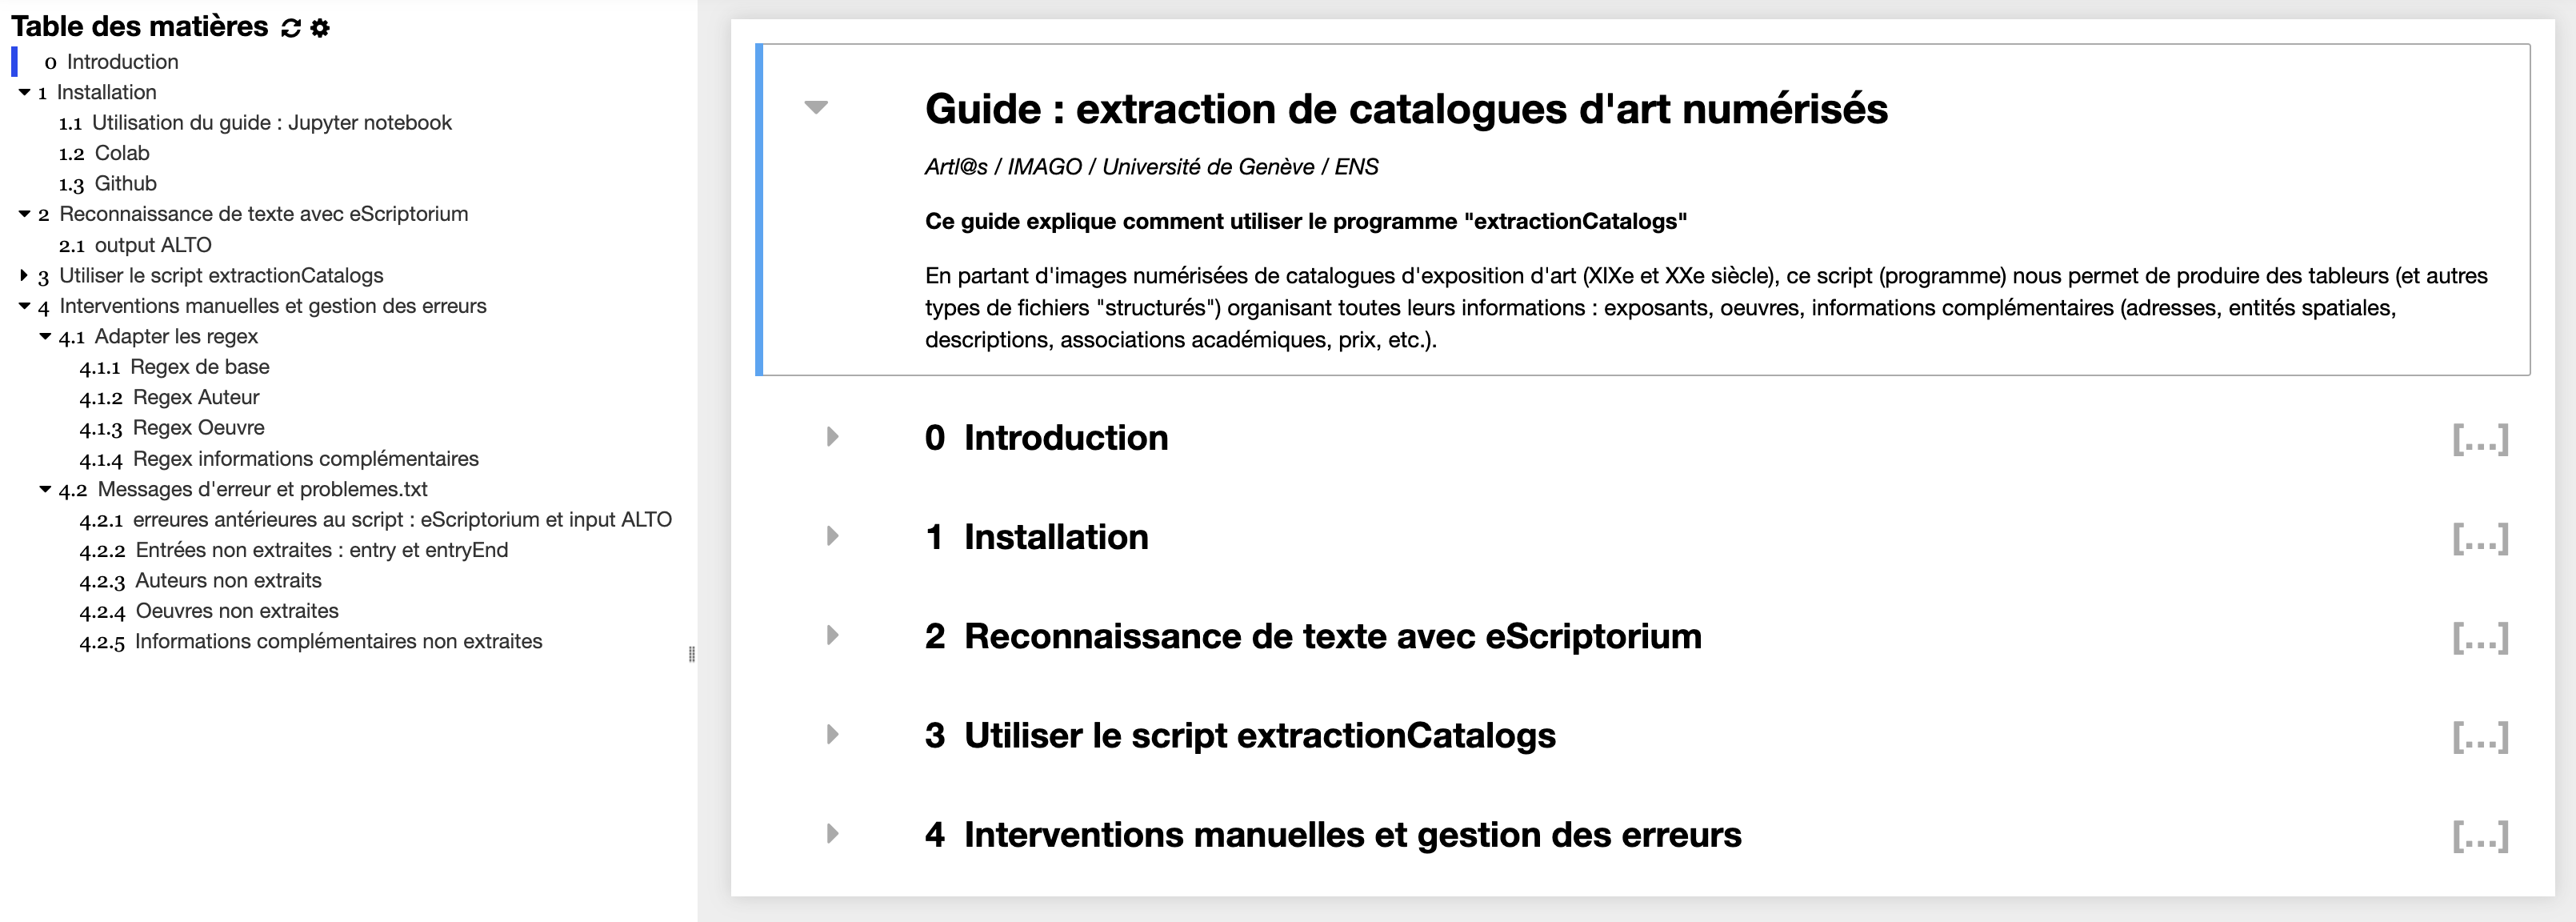 Table des matières
0 Introduction
1 Installation
1.1 Utilisation du guide : Jupyter notebook
1.2 Colab
1.3 Github
2 Reconnaissance de texte avec eScriptorium
2.1 output ALTO
3 Utiliser le script extractionCatalogs
4 Interventions manuelles et gestion des erreurs
4.1 Adapter les regex
4.1.1 Regex de base
4.1.2 Regex Auteur
4.1.3 Regex Oeuvre
4.1.4 Regex informations complémentaires
4.2 Messages d'erreur et problemes.txt
4.2.1 erreures antérieures au script : eScriptorium et input ALTO
4.2.2 Entrées non extraites : entry et entryEnd
4.2.3 Auteurs non extraits
4.2.4 Oeuvres non extraites
4.2.5 Informations complémentaires non extraites
Guide : extraction de catalogues d'art numérisés
Artl@s / IMAGO / Université de Genève / ENS
Ce guide explique comment utiliser le programme "extractionCatalogs"
En partant d'images numérisées de catalogues d'exposition d'art (XIXe et XXe siècle), ce script (programme) nous permet de produire des tableurs (et autres
types de fichiers "structurés") organisant toutes leurs informations : exposants, oeuvres, informations complémentaires (adresses, entités spatiales,
descriptions, associations académiques, prix, etc.).
0 Introduction [...]
1 Installation [...]
2 Reconnaissance de texte avec eScriptorium [...]
3 Utiliser le script extractionCatalogs [...]
4 Interventions manuelles et gestion des erreurs [...]